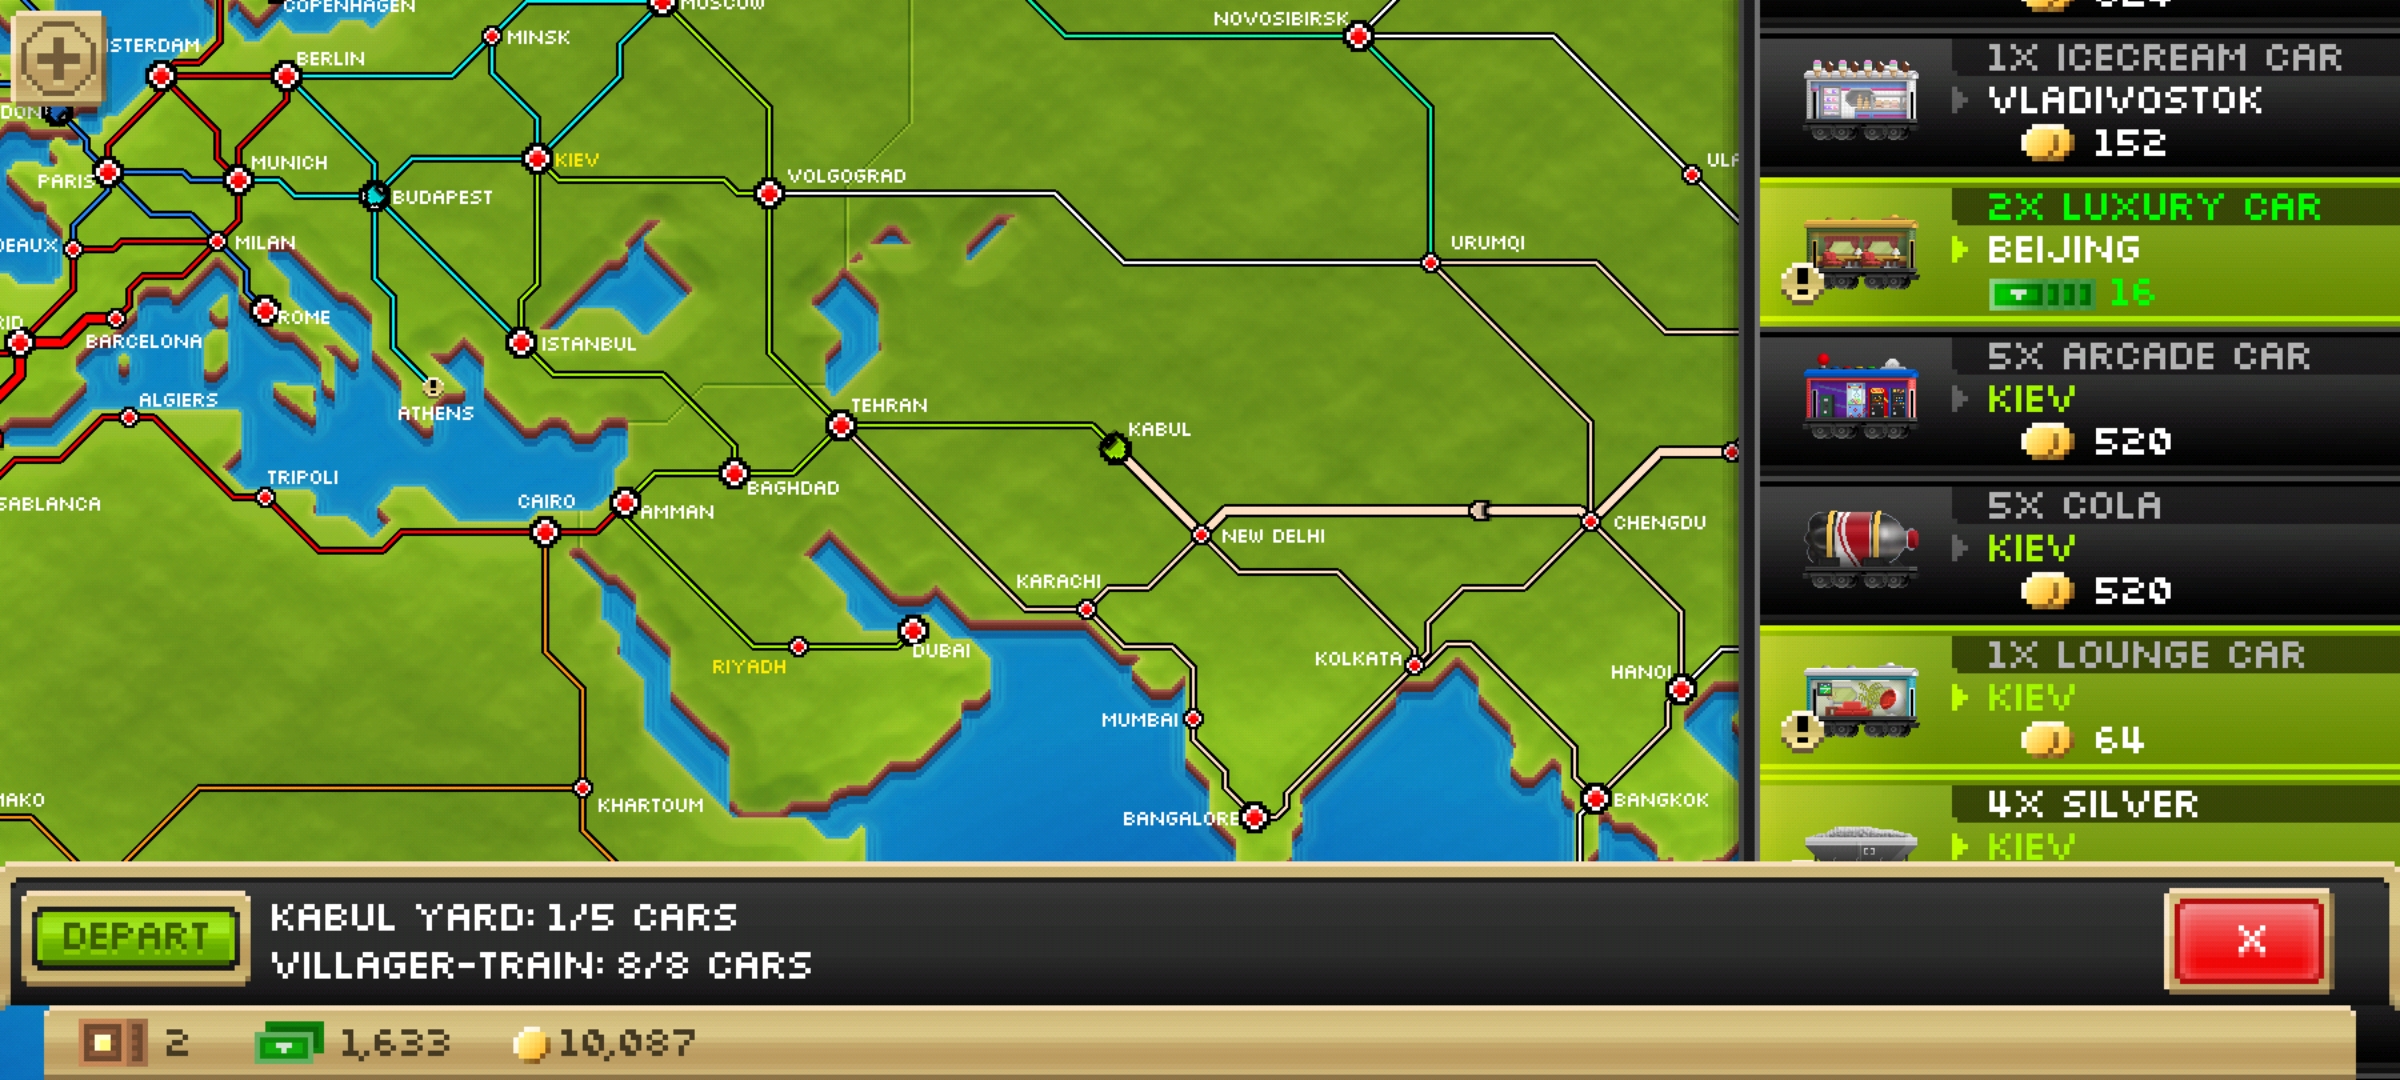 COPENHAGEN
MOSCOW
NOVOSIBIRSK
MINSK
BERLIN
KIEV
MUNICH
PARIS
VOLGOGRAD
BUDAPEST
MILAN
URUMQI
ROME
BARCELONA
ISTANBUL
ALGIERS
ATHENS
TEHRAN
KABUL
TRIPOLI
CAIRO
BAGHDAD
AMMAN
CHENGDU
NEW DELHI
KARACHI
DUBAI
RIYADH
KOLKATA
HANOI
MUMBAI
BANGKOK
KHARTOUM
BANGALORE
1X ICECREAM CAR
VLADIVOSTOK
152
2X LUXURY CAR
BEIJING
16
5X ARCADE CAR
KIEV
520
5X COLA
KIEV
520
1X LOUNGE CAR
KIEV
64
4X SILVER
KIEV
DEPART
KABUL YARD: 1/5 CARS
VILLAGER-TRAIN: 8/8 CARS
X
2
1,633
10,087